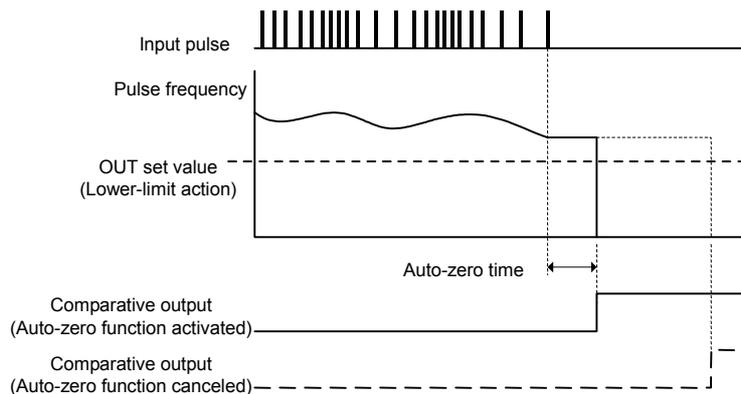 Input pulse
Pulse frequency
OUT set value
(Lower-limit action)
Auto-zero time
Comparative output
(Auto-zero function activated)
Comparative output
(Auto-zero function canceled)